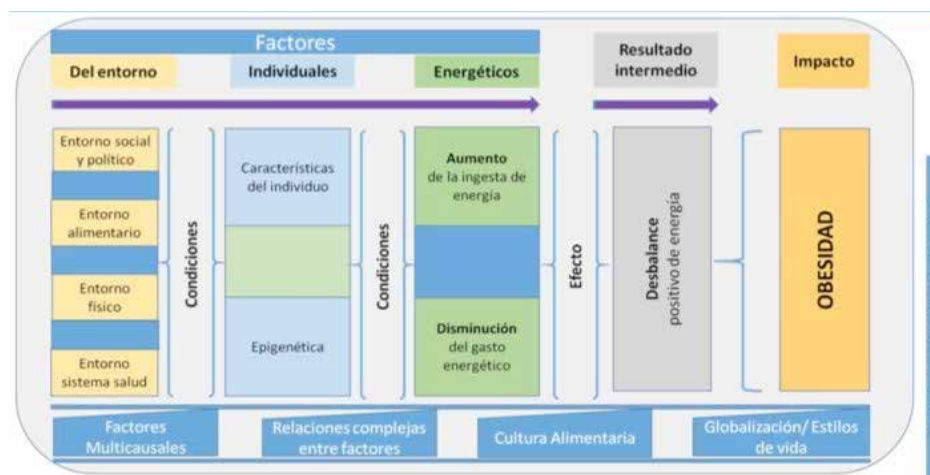 Factores
Del entorno
Individuales
Energéticos
Resultado
intermedio
Impacto
Entorno social
y político
Entorno
alimentario
Entorno
físico
Entorno
sistema salud
Condiciones
Características
del individuo
Epigenética
Condiciones
Aumento
de la ingesta de
energía
Disminución
del gasto
energético
Efecto
Desbalance
positivo de energía
OBESIDAD
Factores
Multicausales
Relaciones complejas
entre factores
Cultura Alimentaria
Globalización/ Estilos
de vida